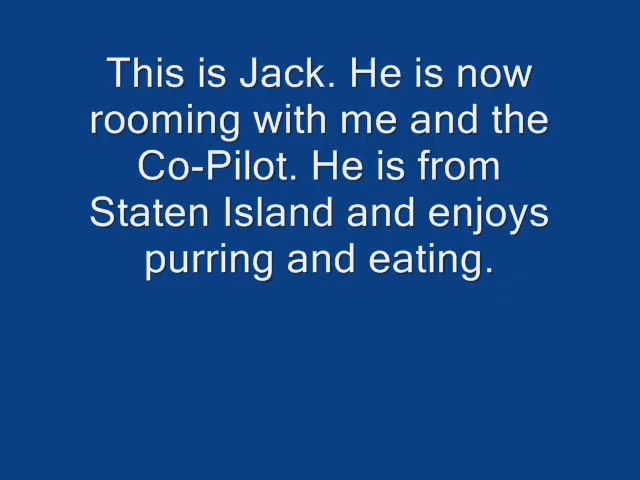 This is Jack. He is now
rooming with me and the
Co-Pilot. He is from
Staten Island and enjoys
purring and eating.